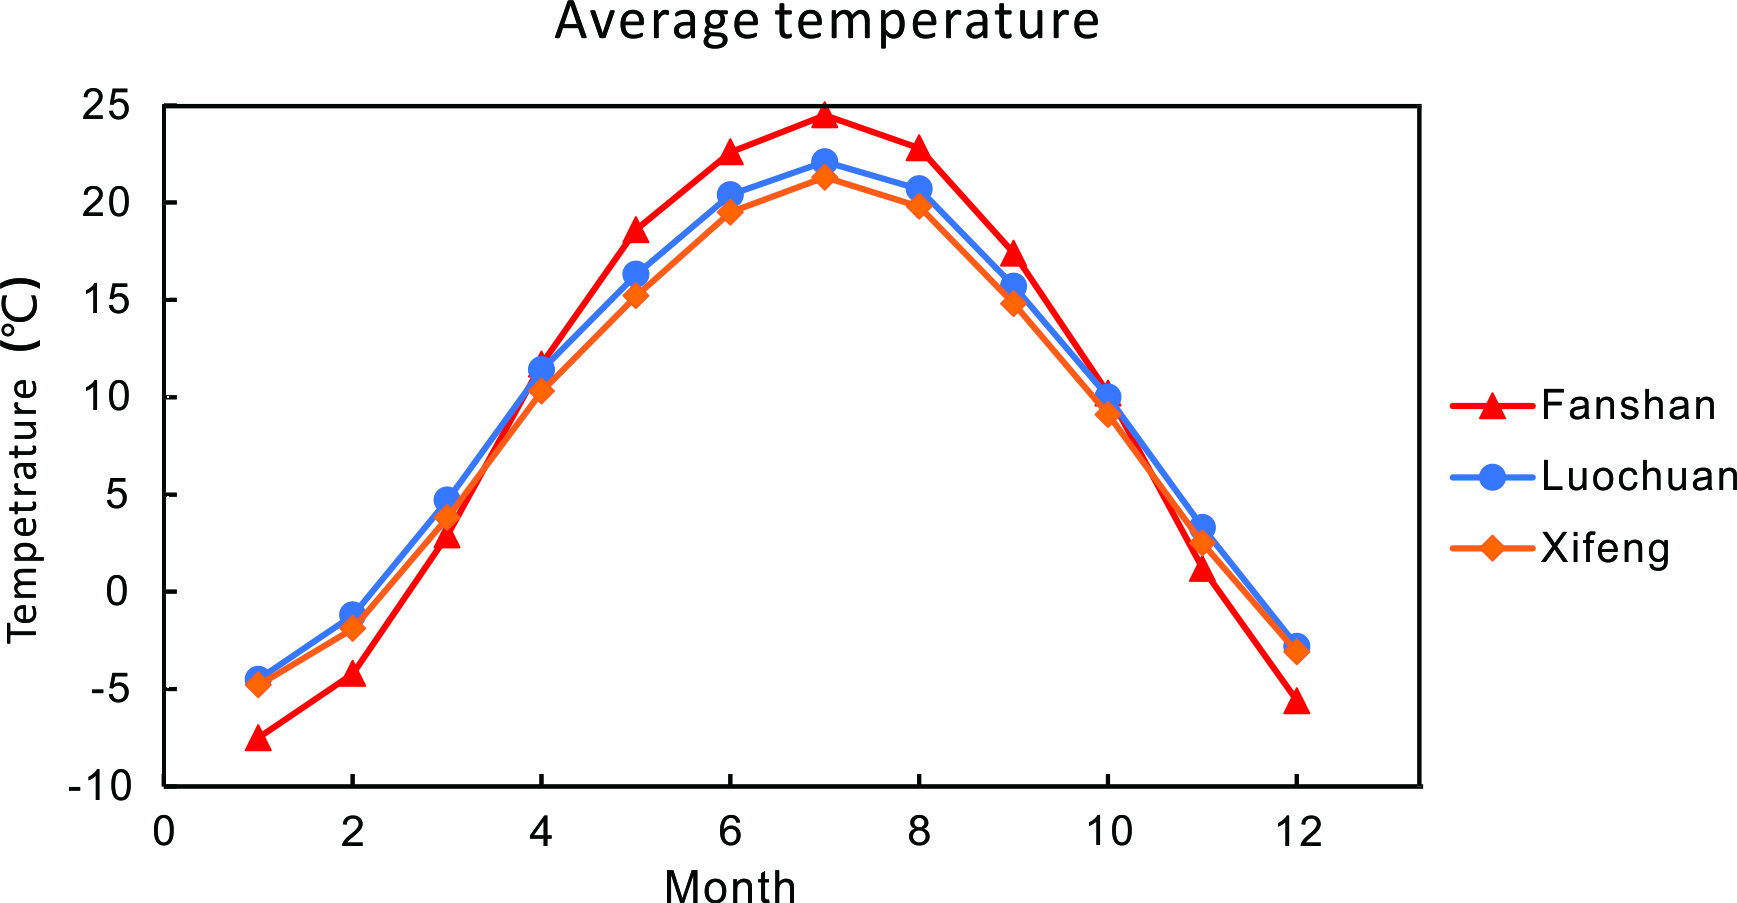 Average temperature
25
20
15
10
5
0
-5
-10
Tempetrature (℃)
0 2 4 6 8 10 12
Month
Fanshan
Luochuan
Xifeng